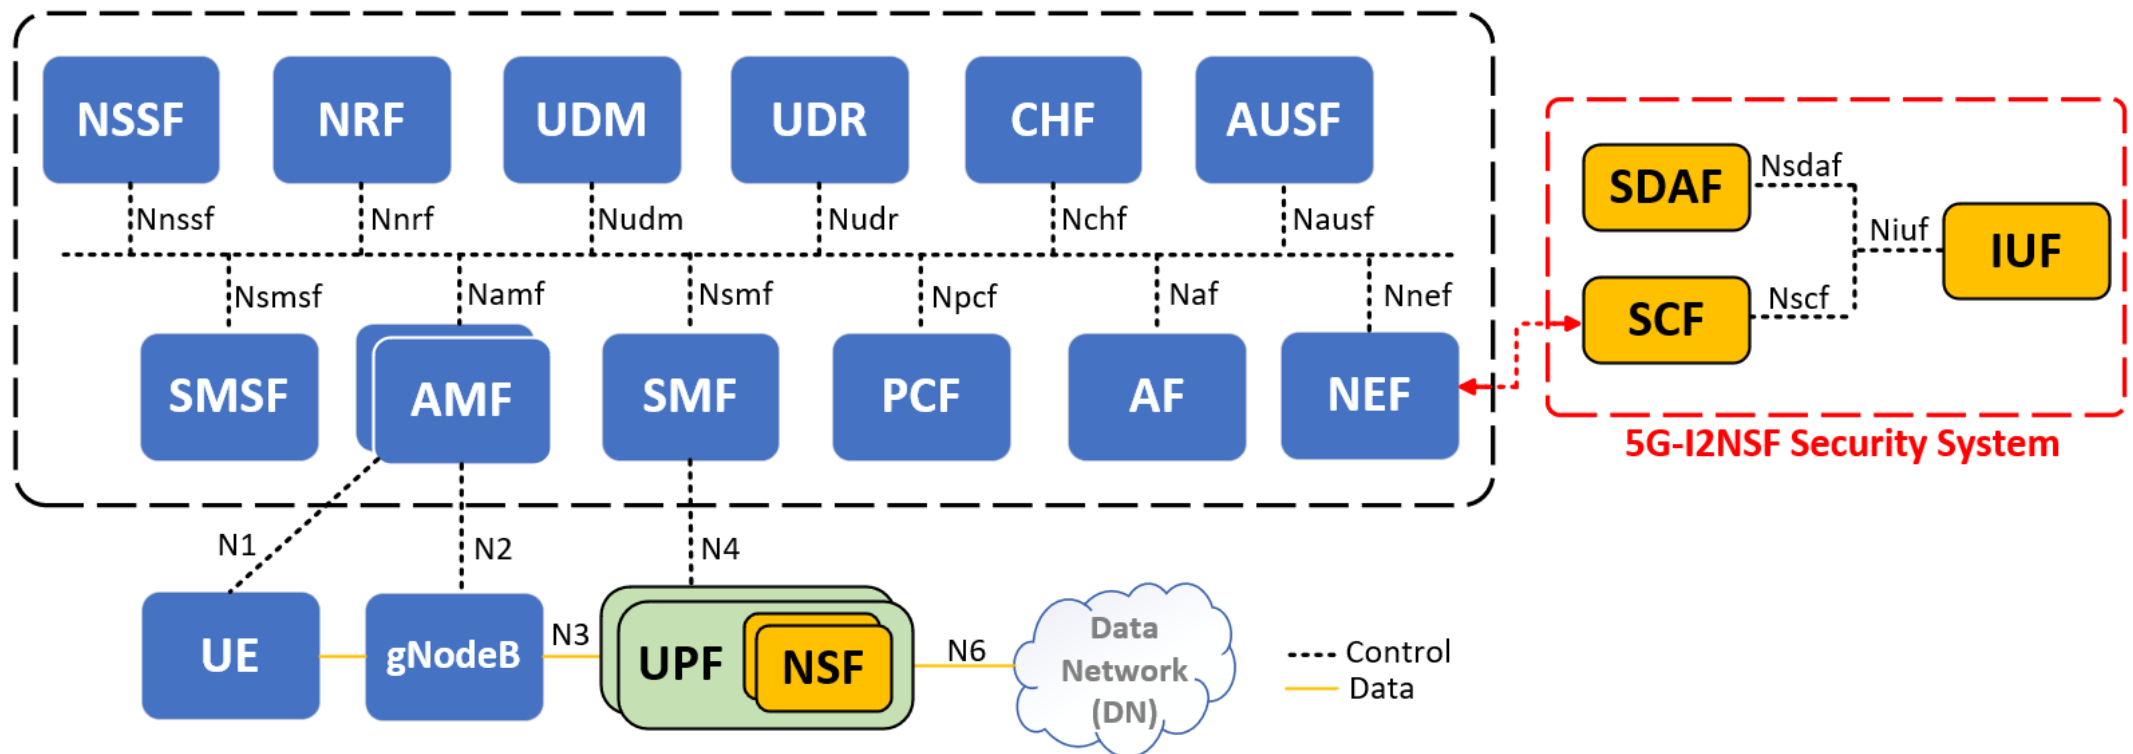 NSSF
NRF
UDM
UDR
CHF
AUSF
Nnssf
Nnrf
Nudm
Nudr
Nchf
Nausf
Nsmsf
Namf
Nsmf
Npcf
Naf
Nnef
SMSF
AMF
SMF
PCF
AF
NEF
SDAF
Nsdaf
Niuf
IUF
SCF
Nscf
5G-I2NSF Security System
N1
N2
N4
UE
gNodeB
N3
UPF
NSF
N6
Data
Network
(DN)
Control
Data